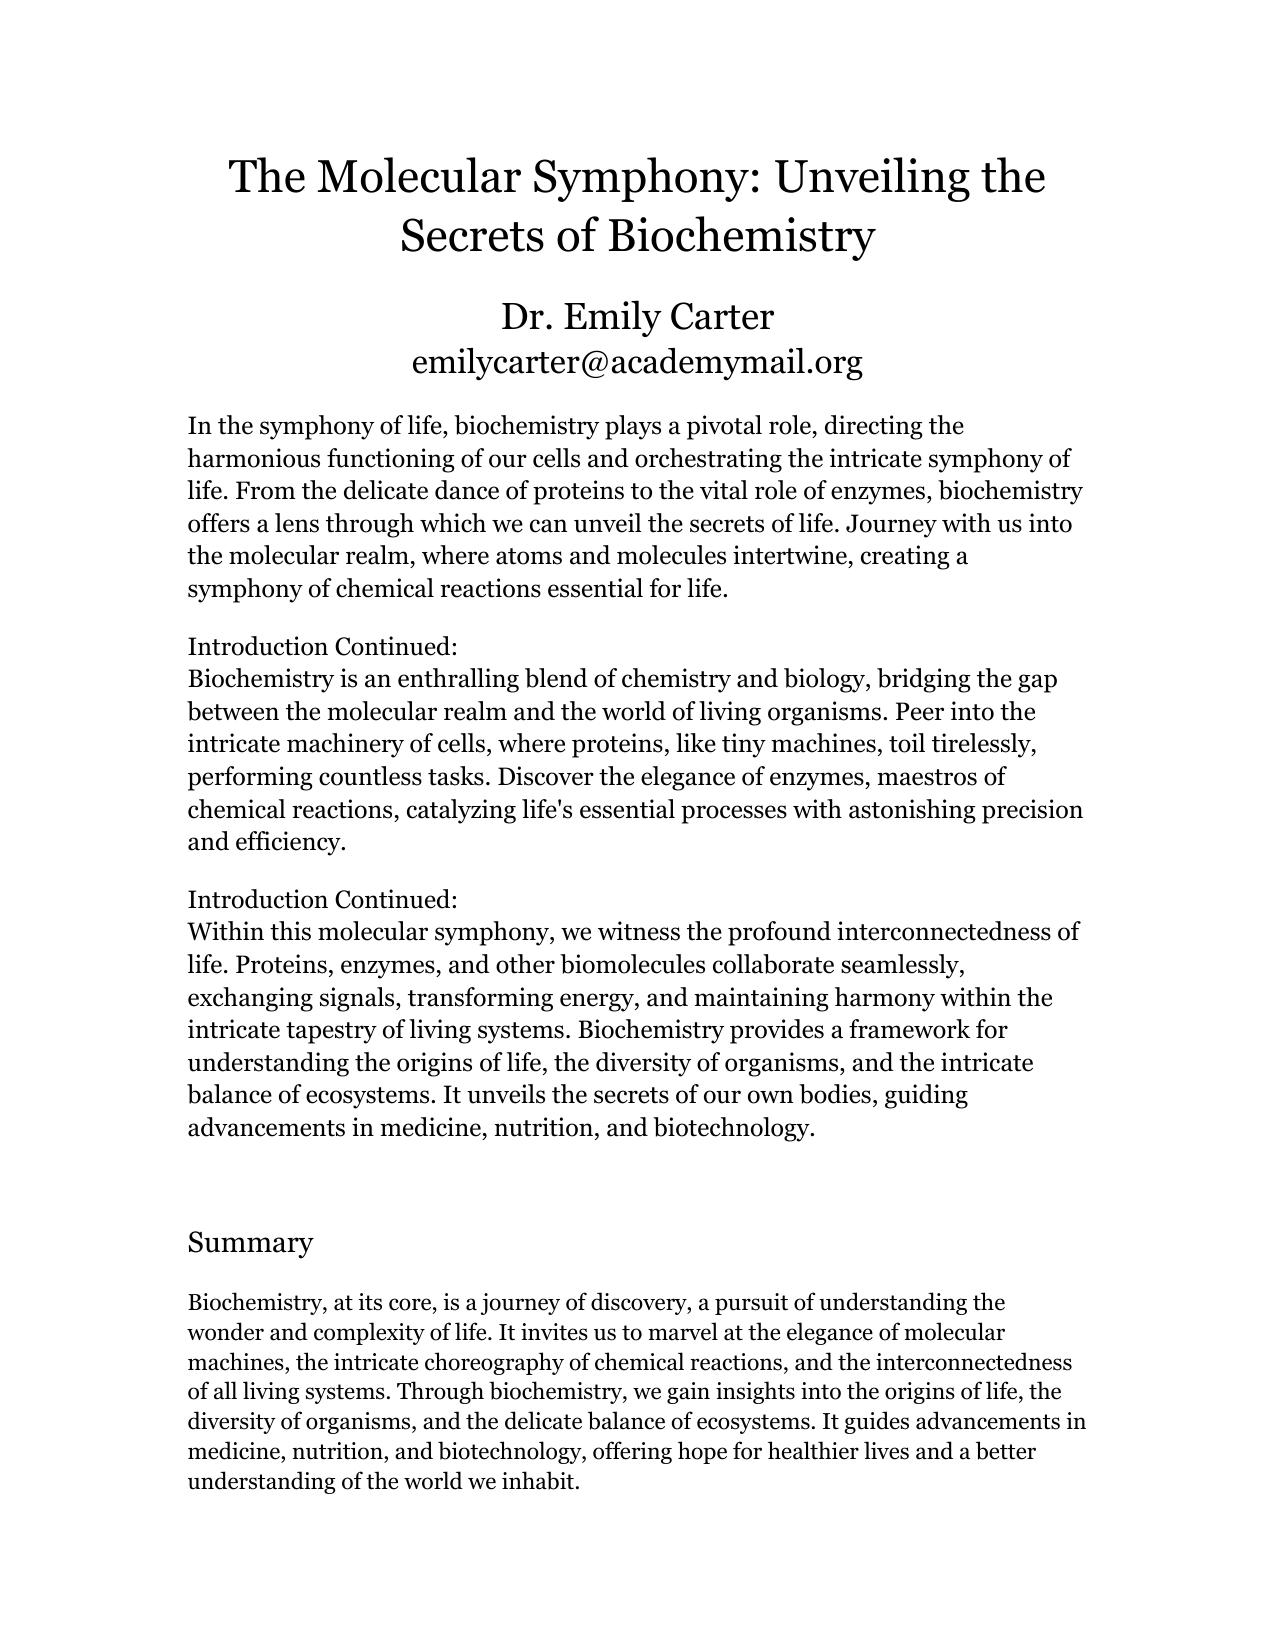 The Molecular Symphony: Unveiling the
Secrets of Biochemistry
Dr. Emily Carter
emilycarter@academymail.org
In the symphony of life, biochemistry plays a pivotal role, directing the
harmonious functioning of our cells and orchestrating the intricate symphony of
life. From the delicate dance of proteins to the vital role of enzymes, biochemistry
offers a lens through which we can unveil the secrets of life. Journey with us into
the molecular realm, where atoms and molecules intertwine, creating a
symphony of chemical reactions essential for life.
Introduction Continued:
Biochemistry is an enthralling blend of chemistry and biology, bridging the gap
between the molecular realm and the world of living organisms. Peer into the
intricate machinery of cells, where proteins, like tiny machines, toil tirelessly,
performing countless tasks. Discover the elegance of enzymes, maestros of
chemical reactions, catalyzing life's essential processes with astonishing precision
and efficiency.
Introduction Continued:
Within this molecular symphony, we witness the profound interconnectedness of
life. Proteins, enzymes, and other biomolecules collaborate seamlessly,
exchanging signals, transforming energy, and maintaining harmony within the
intricate tapestry of living systems. Biochemistry provides a framework for
understanding the origins of life, the diversity of organisms, and the intricate
balance of ecosystems. It unveils the secrets of our own bodies, guiding
advancements in medicine, nutrition, and biotechnology.
Summary
Biochemistry, at its core, is a journey of discovery, a pursuit of understanding the
wonder and complexity of life. It invites us to marvel at the elegance of molecular
machines, the intricate choreography of chemical reactions, and the interconnectedness
of all living systems. Through biochemistry, we gain insights into the origins of life, the
diversity of organisms, and the delicate balance of ecosystems. It guides advancements in
medicine, nutrition, and biotechnology, offering hope for healthier lives and a better
understanding of the world we inhabit.